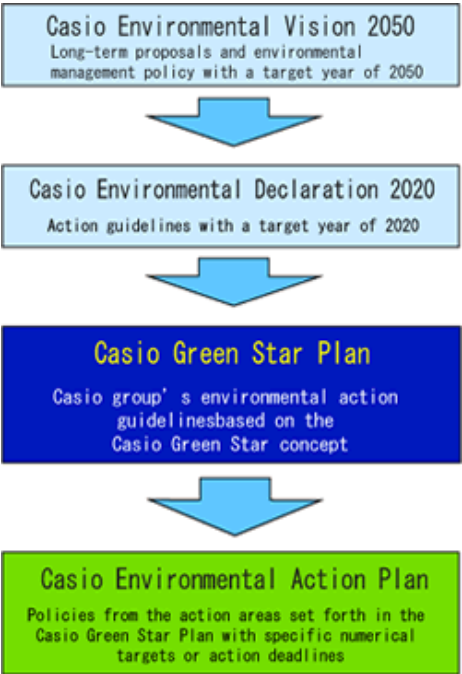 Casio Environmental Vision 2050
Long-term proposals and environmental
management policy with a target year of 2050
Casio Environmental Declaration 2020
Action guidelines with a target year of 2020
Casio Green Star Plan
Casio group's environmental action
guidelinesbased on the
Casio Green Star concept
Casio Environmental Action Plan
Policies from the action areas set forth in the
Casio Green Star Plan with specific numerical
targets or action deadlines